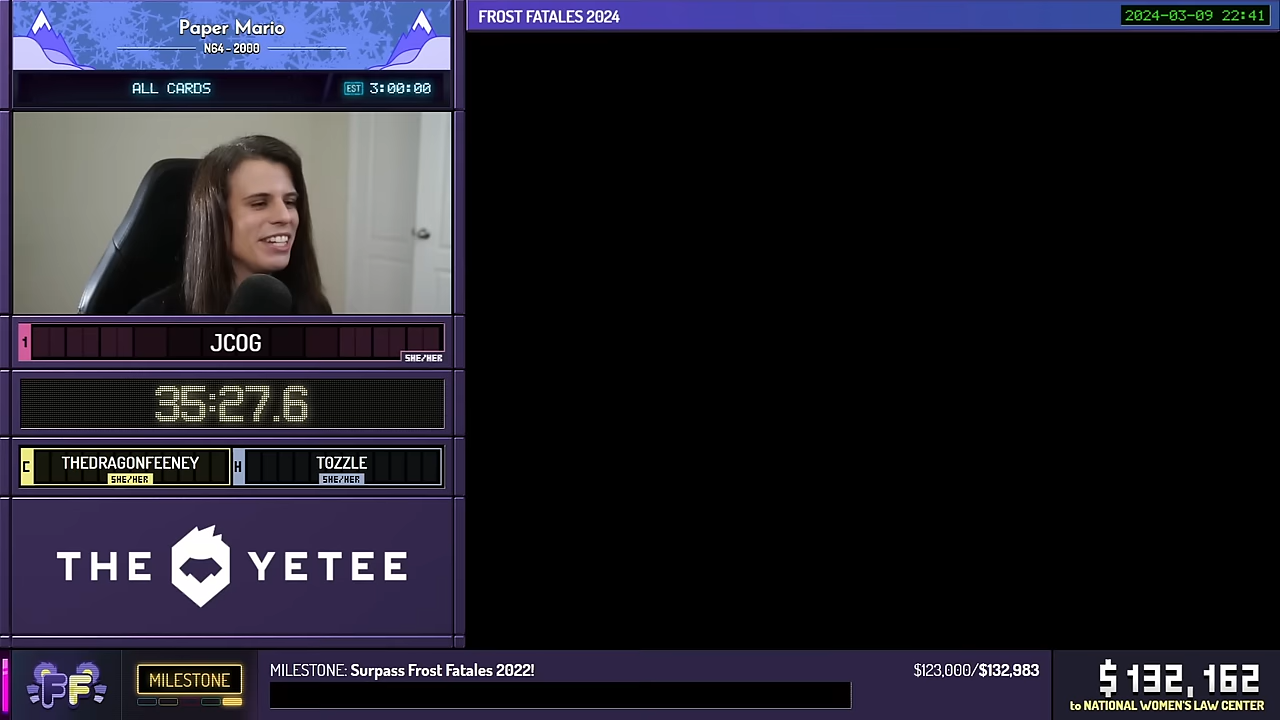 Paper Mario
N64 - 2000
ALL CARDS
EST 3:00:00
FROST FATALES 2024
2024-03-09 22:41
1
JCOG
SHE/HER
35:27.6
C
THEDRAGONFEENEY
SHE/HER
H
TOZZLE
SHE/HER
THE YETEE
FF
MILESTONE
MILESTONE: Surpass Frost Fatales 2022!
$123,000/$132,983
$132,162
to NATIONAL WOMEN'S LAW CENTER